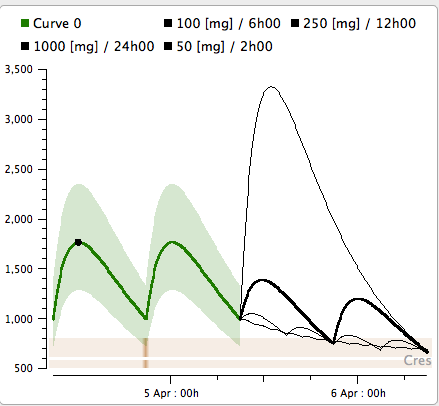 Curve 0 100 [mg] / 6h00 250 [mg] / 12h00
1000 [mg] / 24h00 50 [mg] / 2h00
3,500
3,000
2,500
2,000
1,500
1,000
500
Cres
5 Apr : 00h 6 Apr : 00h